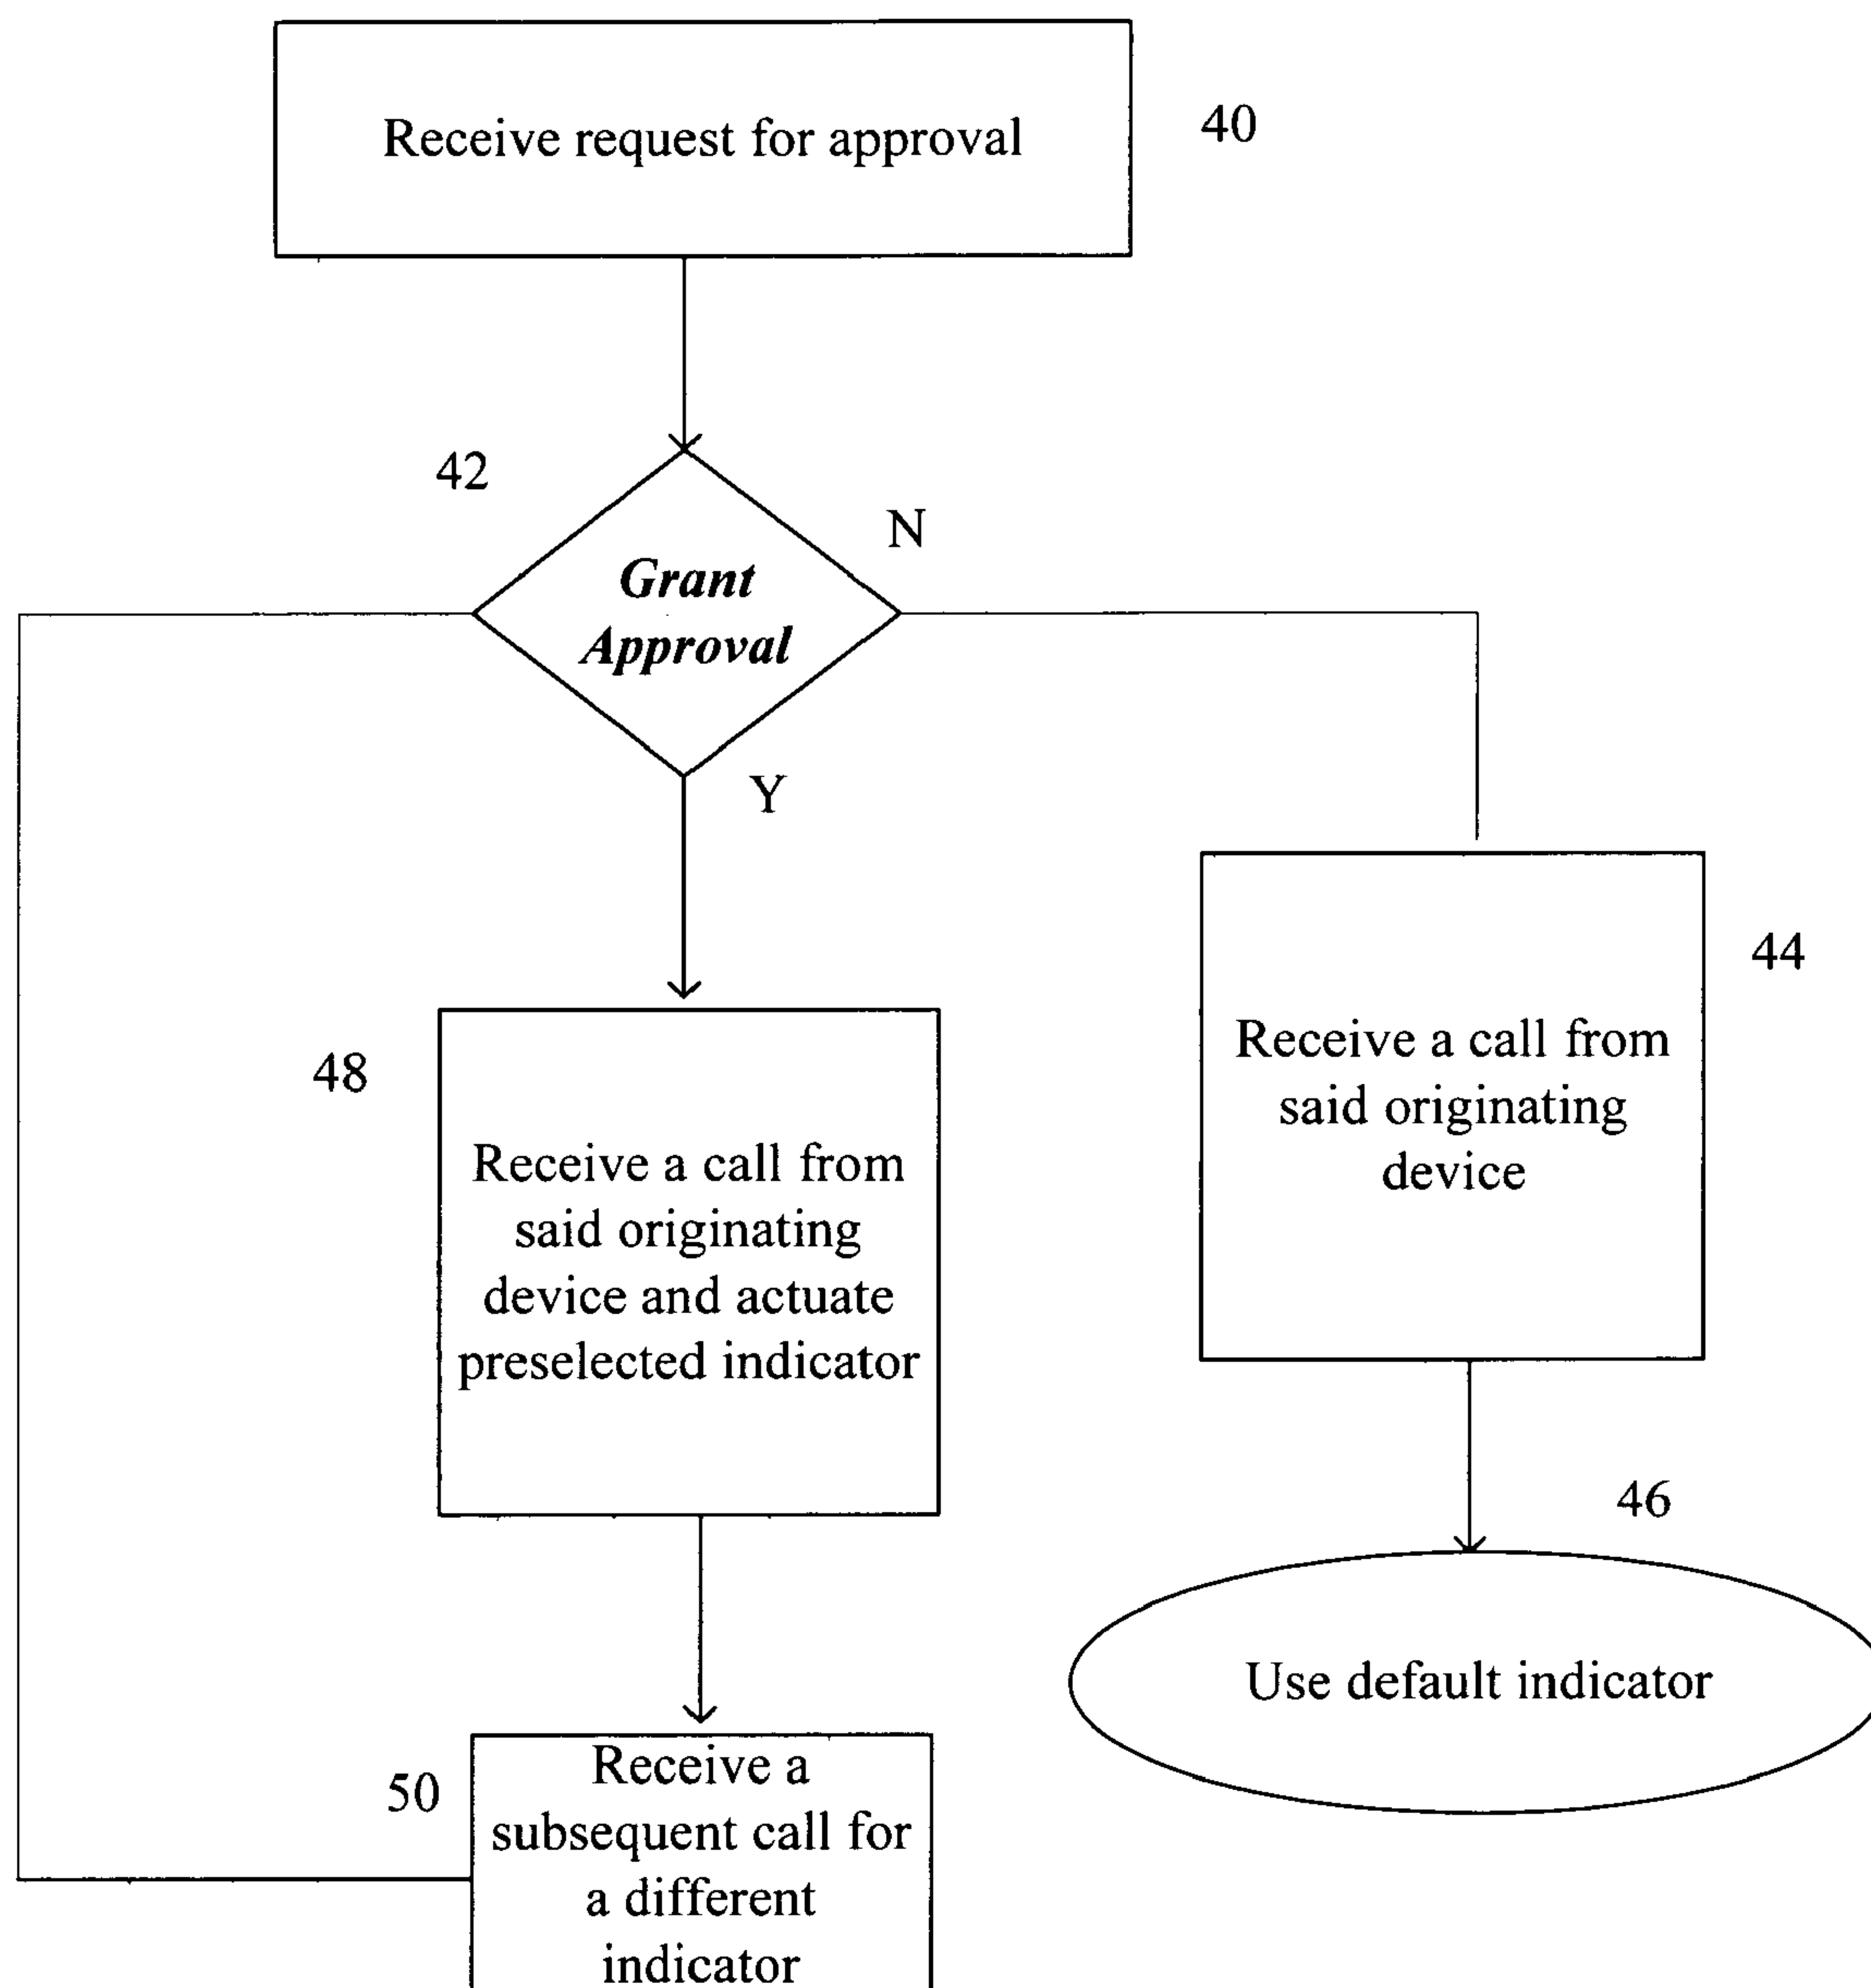 Receive request for approval
40
42
N
Grant
Approval
Y
44
Receive a call from
said originating
device
48
Receive a call from
said originating
device and actuate
preselected indicator
46
Use default indicator
50
Receive a
subsequent call for
a different
indicator